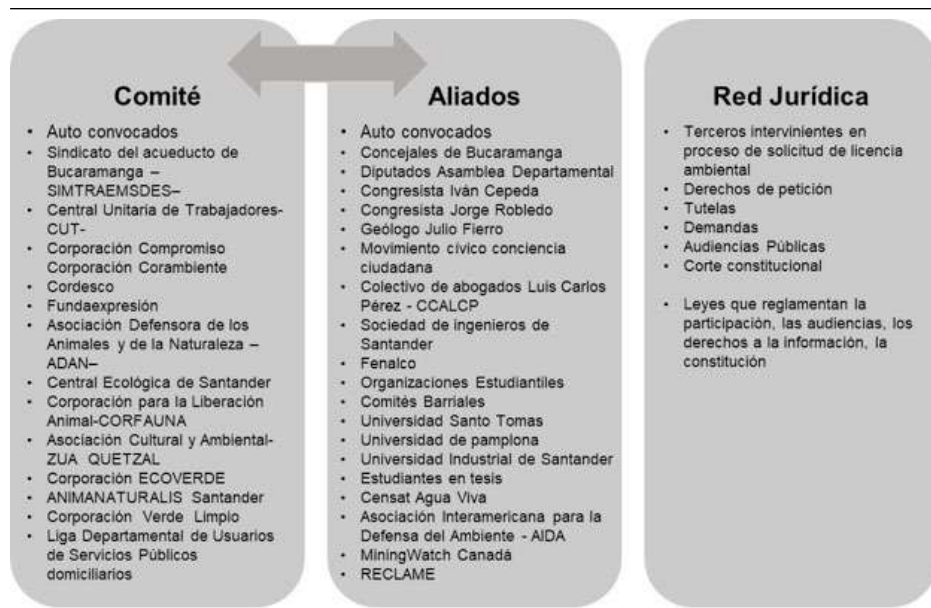 Comité
• Auto convocados
• Sindicato del acueducto de
Bucaramanga –
SIMTRAEMSDES–
• Central Unitaria de Trabajadores-
CUT-
• Corporación Compromiso
Corporación Corambiente
• Cordesco
• Fundaexpresión
• Asociación Defensora de los
Animales y de la Naturaleza –
ADAN–
• Central Ecológica de Santander
• Corporación para la Liberación
Animal-CORFAUNA
• Asociación Cultural y Ambiental-
ZUA QUETZAL
• Corporación ECOVERDE
• ANIMANATURALIS Santander
• Corporación Verde Limpio
• Liga Departamental de Usuarios
de Servicios Públicos
domiciliarios
Aliados
• Auto convocados
• Concejales de Bucaramanga
• Diputados Asamblea Departamental
• Congresista Iván Cepeda
• Congresista Jorge Robledo
• Geólogo Julio Fierro
• Movimiento cívico conciencia
ciudadana
• Colectivo de abogados Luis Carlos
Pérez - CCALCP
• Sociedad de ingenieros de
Santander
• Fenalco
• Organizaciones Estudiantiles
• Comités Barriales
• Universidad Santo Tomas
• Universidad de pamplona
• Universidad Industrial de Santander
• Estudiantes en tesis
• Censat Agua Viva
• Asociación Interamericana para la
Defensa del Ambiente - AIDA
• MiningWatch Canadá
• RECLAME
Red Jurídica
• Terceros intervinientes en
proceso de solicitud de licencia
ambiental
• Derechos de petición
• Tutelas
• Demandas
• Audiencias Públicas
• Corte constitucional
• Leyes que reglamentan la
participación, las audiencias, los
derechos a la información, la
constitución